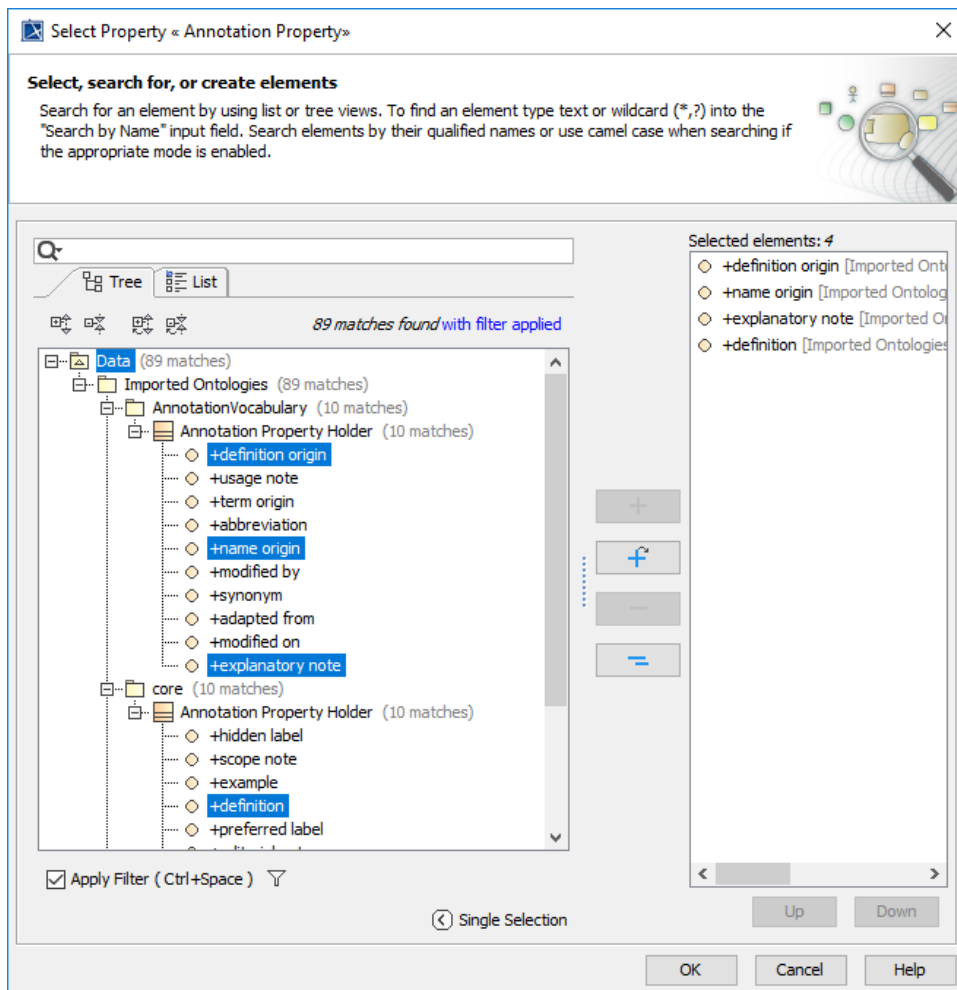 Select Property « Annotation Property»
Select, search for, or create elements
Search for an element by using list or tree views. To find an element type text or wildcard (*,?) into the
"Search by Name" input field. Search elements by their qualified names or use camel case when searching if
the appropriate mode is enabled.
Tree
List
89 matches found with filter applied
Data (89 matches)
Imported Ontologies (89 matches)
AnnotationVocabulary (10 matches)
Annotation Property Holder (10 matches)
+definition origin
+usage note
+term origin
+abbreviation
+name origin
+modified by
+synonym
+adapted from
+modified on
+explanatory note
core (10 matches)
Annotation Property Holder (10 matches)
+hidden label
+scope note
+example
+definition
+preferred label
Apply Filter ( Ctrl+Space )
Single Selection
Selected elements: 4
+definition origin [Imported Ont
+name origin [Imported Ontolog
+explanatory note [Imported O
+definition [Imported Ontologies
Up
Down
OK
Cancel
Help